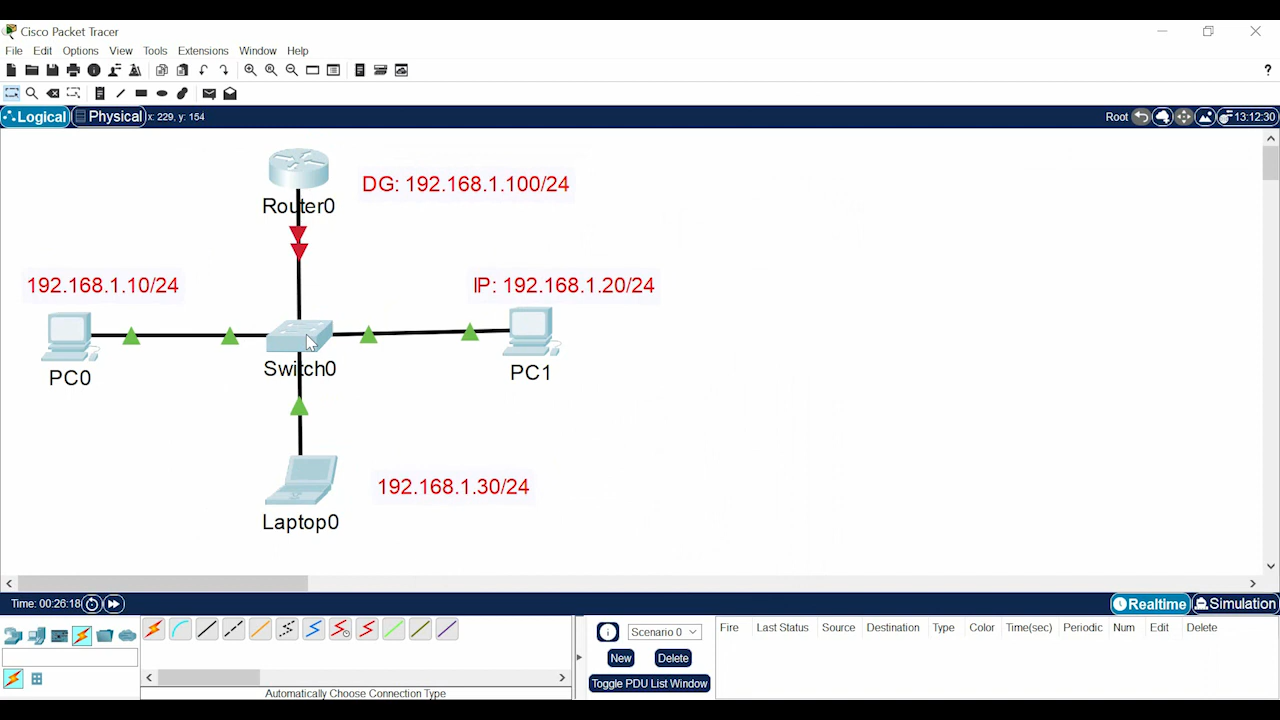 Cisco Packet Tracer
File Edit Options View Tools Extensions Window Help
?
Logical Physical x: 229, y: 154 Root 13:12:30
DG: 192.168.1.100/24
Router0
192.168.1.10/24 IP: 192.168.1.20/24
Switch0
PC0 PC1
192.168.1.30/24
Laptop0
Time: 00:26:18 Realtime Simulation
Scenario 0 Fire Last Status Source Destination Type Color Time(sec) Periodic Num Edit Delete
New Delete
Toggle PDU List Window
Automatically Choose Connection Type